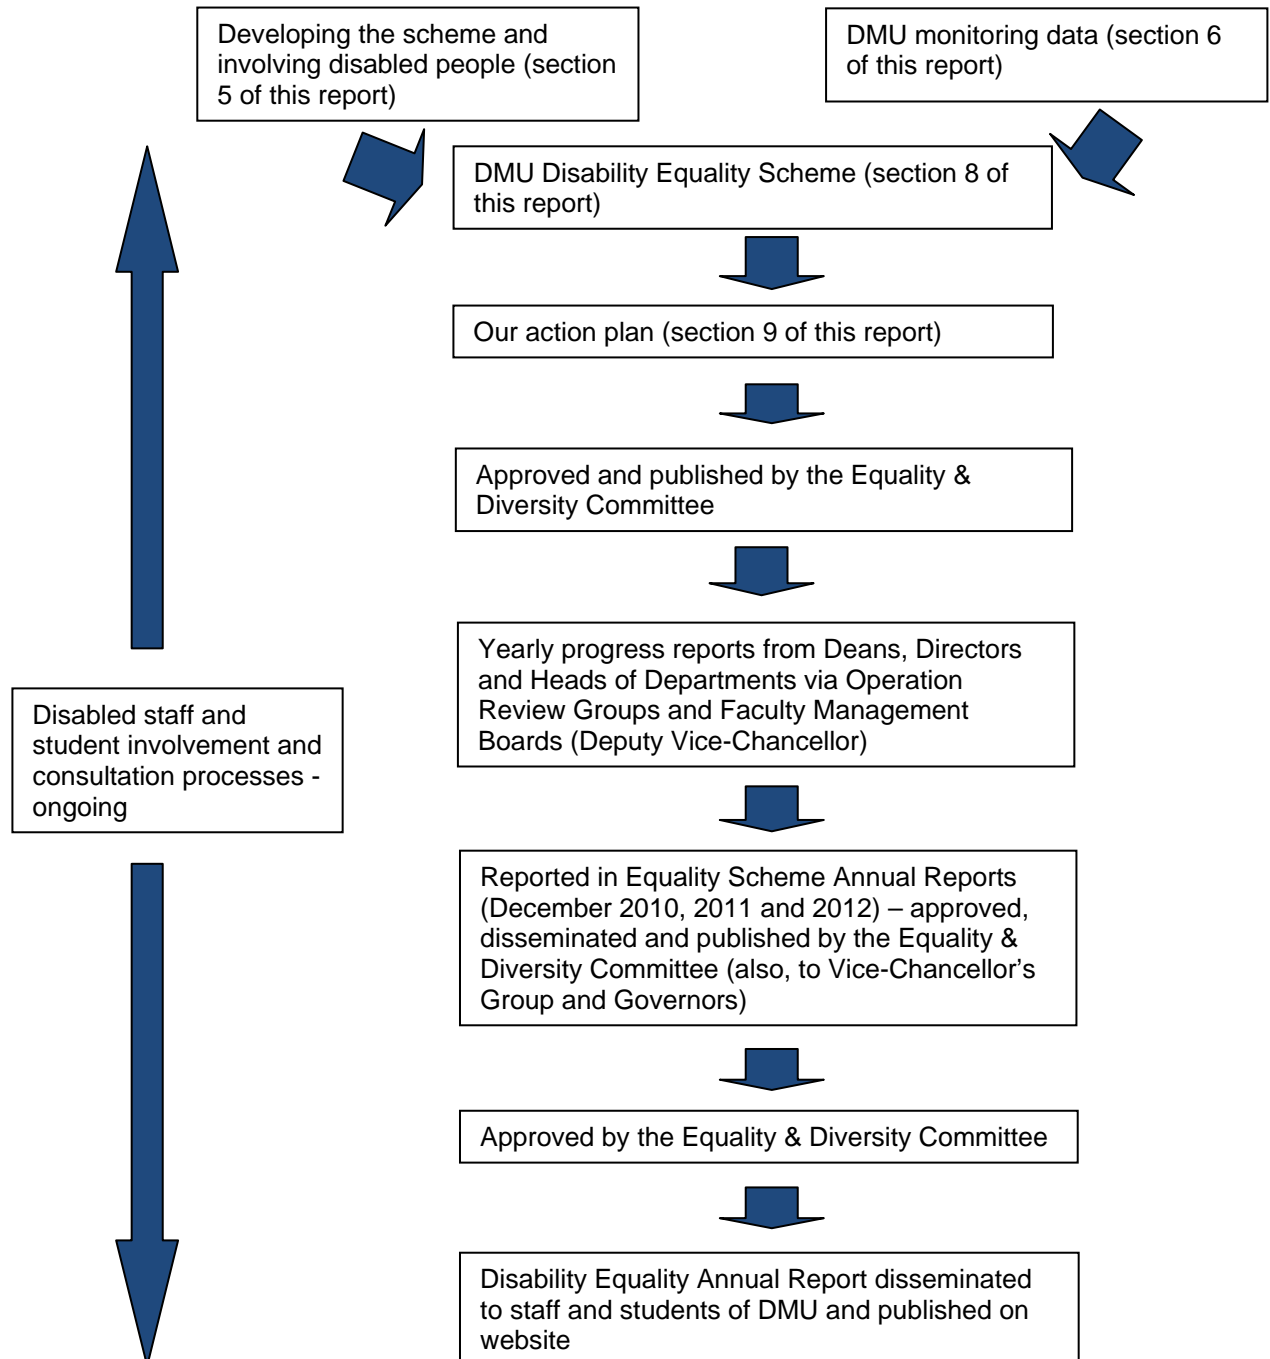 Developing the scheme and
involving disabled people (section
5 of this report)
DMU monitoring data (section 6
of this report)
DMU Disability Equality Scheme (section 8 of
this report)
Our action plan (section 9 of this report)
Approved and published by the Equality &
Diversity Committee
Yearly progress reports from Deans, Directors
and Heads of Departments via Operation
Review Groups and Faculty Management
Boards (Deputy Vice-Chancellor)
Disabled staff and
student involvement and
consultation processes -
ongoing
Reported in Equality Scheme Annual Reports
(December 2010, 2011 and 2012) – approved,
disseminated and published by the Equality &
Diversity Committee (also, to Vice-Chancellor’s
Group and Governors)
Approved by the Equality & Diversity Committee
Disability Equality Annual Report disseminated
to staff and students of DMU and published on
website